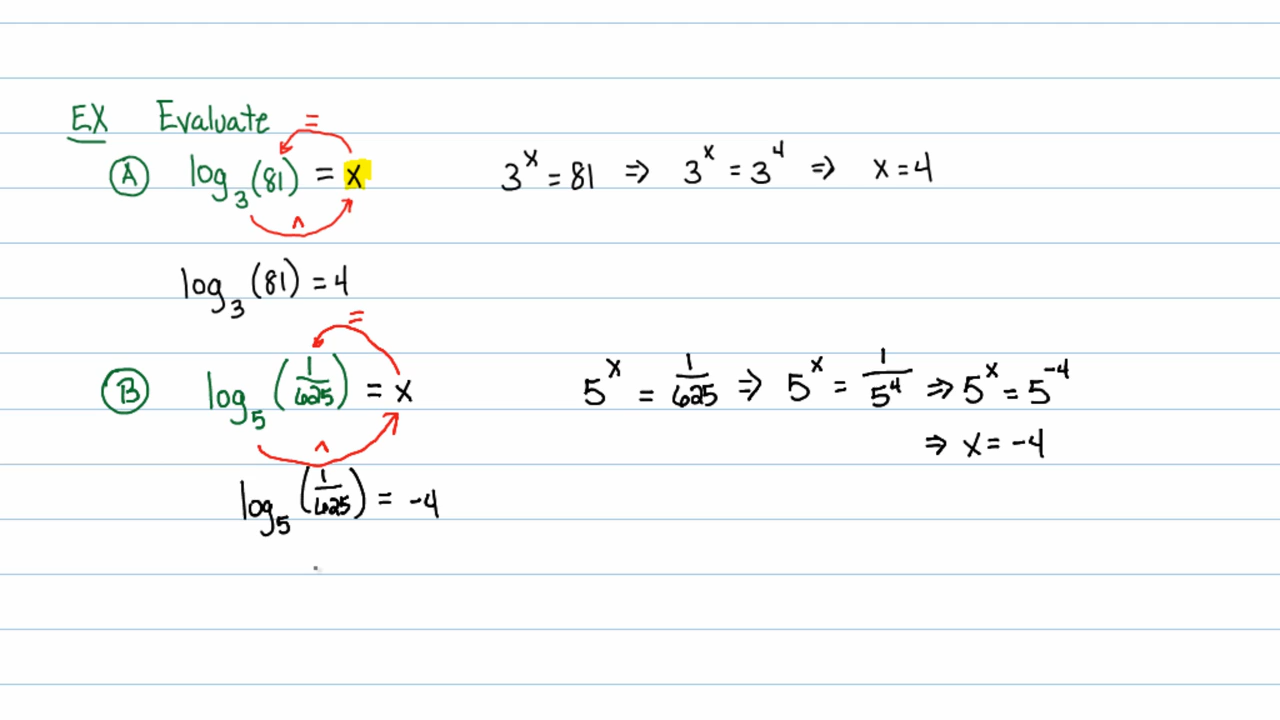 EX Evaluate =
A log₃(81) = x 3^x = 81 ⇒ 3^x = 3^4 ⇒ x = 4
^
log₃(81) = 4
=
B log₅(1/625) = x 5^x = 1/625 ⇒ 5^x = 1/5^4 ⇒ 5^x = 5^-4
^ ⇒ x = -4
log₅(1/625) = -4